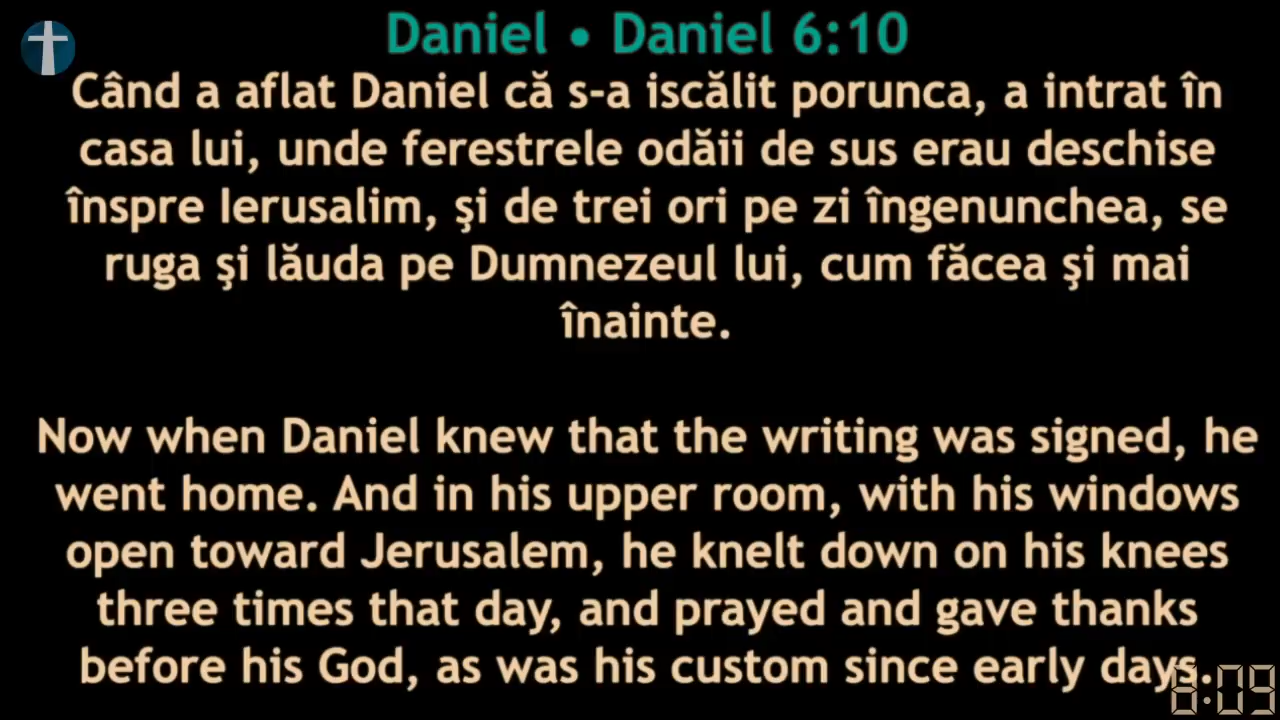 Daniel • Daniel 6:10
Când a aflat Daniel că s-a iscălit porunca, a intrat în
casa lui, unde ferestrele odăii de sus erau deschise
înspre Ierusalim, şi de trei ori pe zi îngenunchea, se
ruga şi lăuda pe Dumnezeul lui, cum făcea şi mai
înainte.
Now when Daniel knew that the writing was signed, he
went home. And in his upper room, with his windows
open toward Jerusalem, he knelt down on his knees
three times that day, and prayed and gave thanks
before his God, as was his custom since early days.
8:09